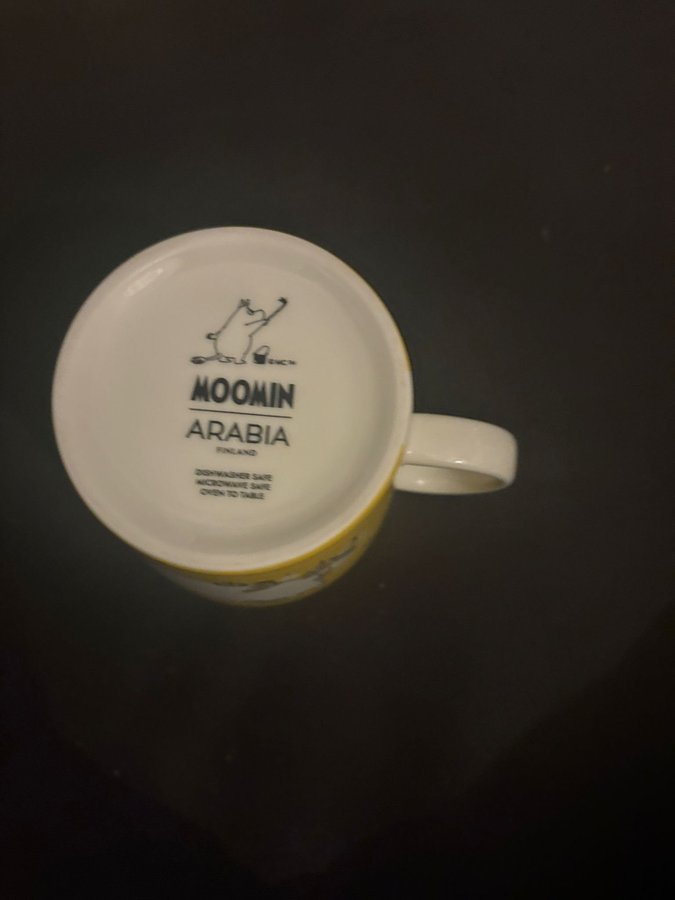 MOOMIN
ARABIA
FINLAND
DISHWASHER SAFE
MICROWAVE SAFE
OVEN TO TABLE